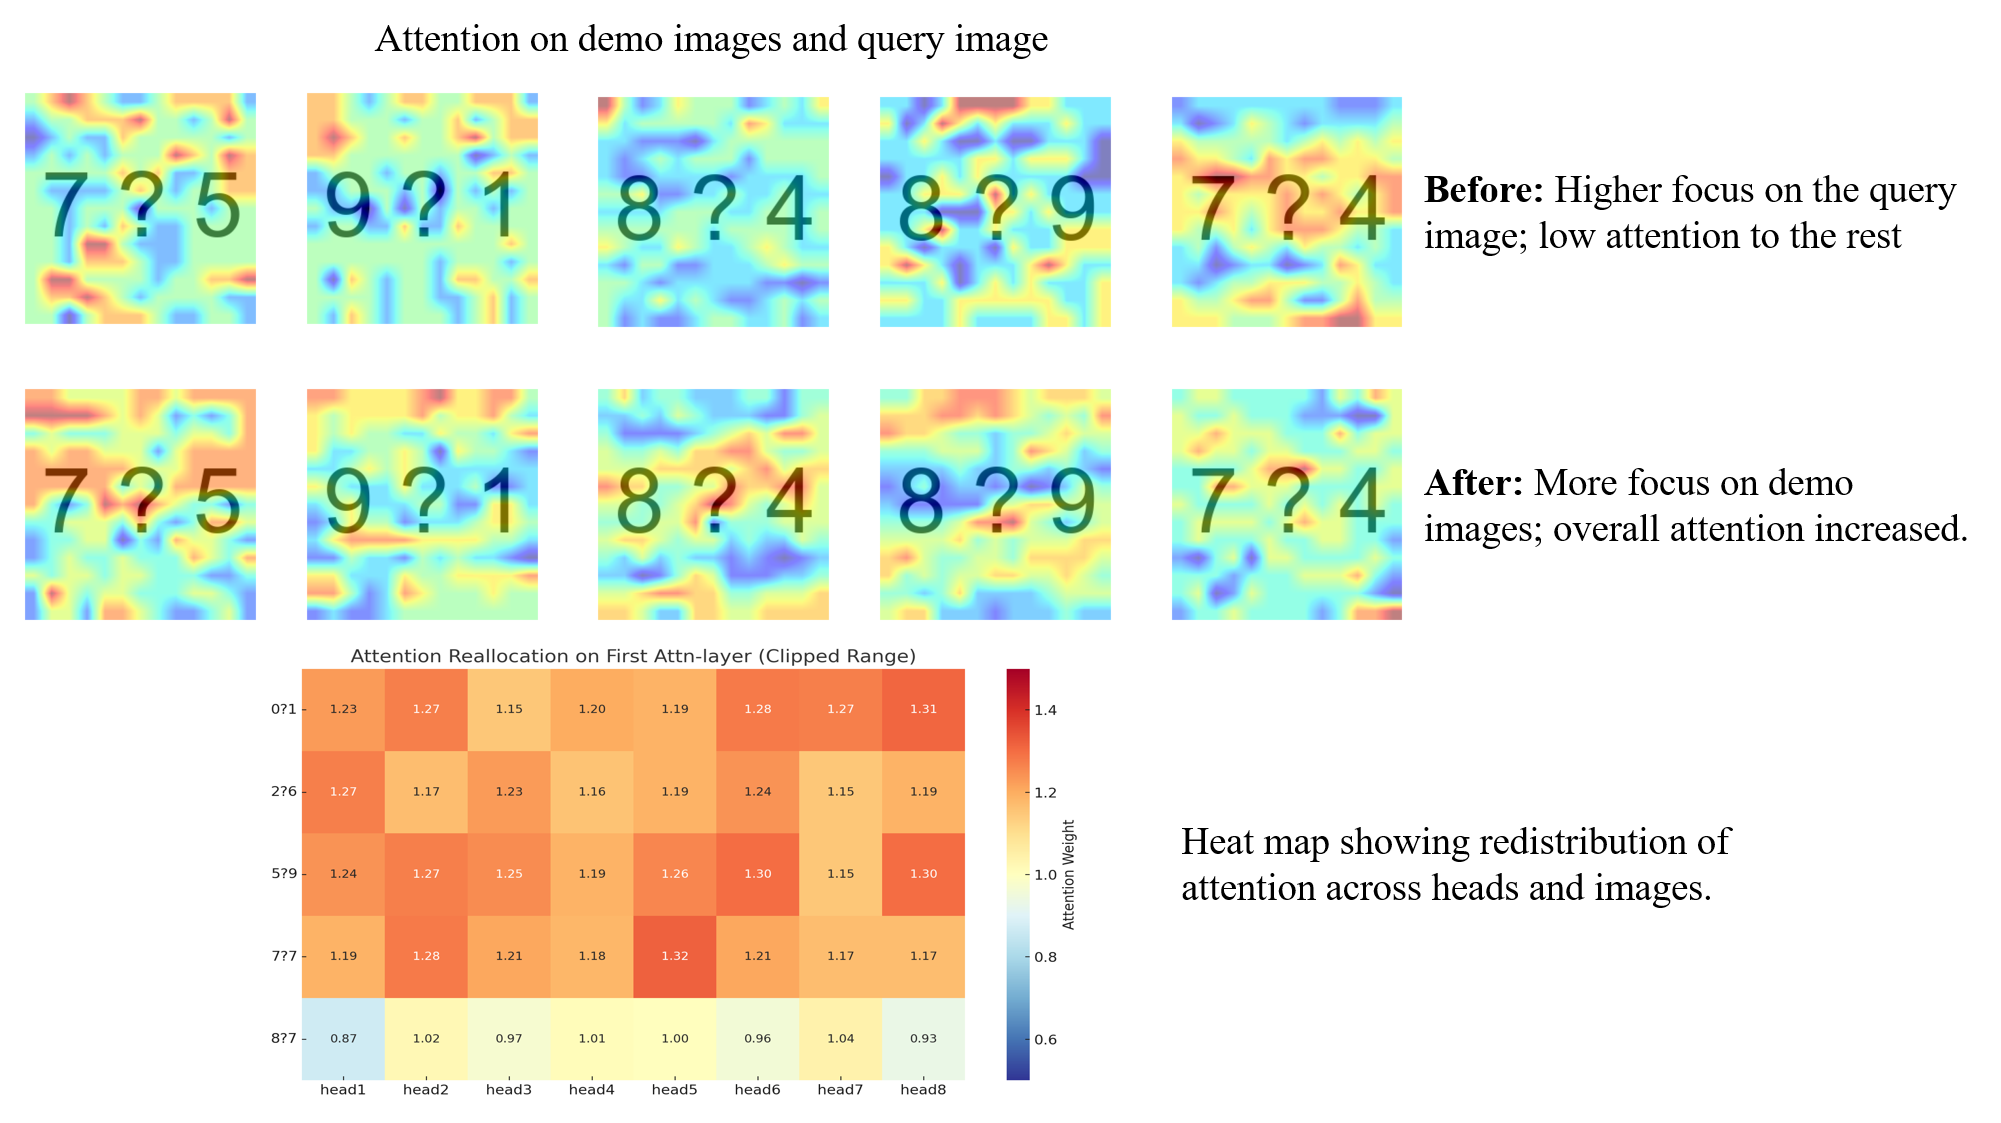 Attention on demo images and query image
7 ? 5
9 ? 1
8 ? 4
8 ? 9
7 ? 4
Before: Higher focus on the query
image; low attention to the rest
7 ? 5
9 ? 1
8 ? 4
8 ? 9
7 ? 4
After: More focus on demo
images; overall attention increased.
Attention Reallocation on First Attn-layer (Clipped Range)
0?1 1.23 1.27 1.15 1.20 1.19 1.28 1.27 1.31
2?6 1.27 1.17 1.23 1.16 1.19 1.24 1.15 1.19
5?9 1.24 1.27 1.25 1.19 1.26 1.30 1.15 1.30
7?7 1.19 1.28 1.21 1.18 1.32 1.21 1.17 1.17
8?7 0.87 1.02 0.97 1.01 1.00 0.96 1.04 0.93
head1 head2 head3 head4 head5 head6 head7 head8
1.4
1.2
1.0
0.8
0.6
Attention Weight
Heat map showing redistribution of
attention across heads and images.